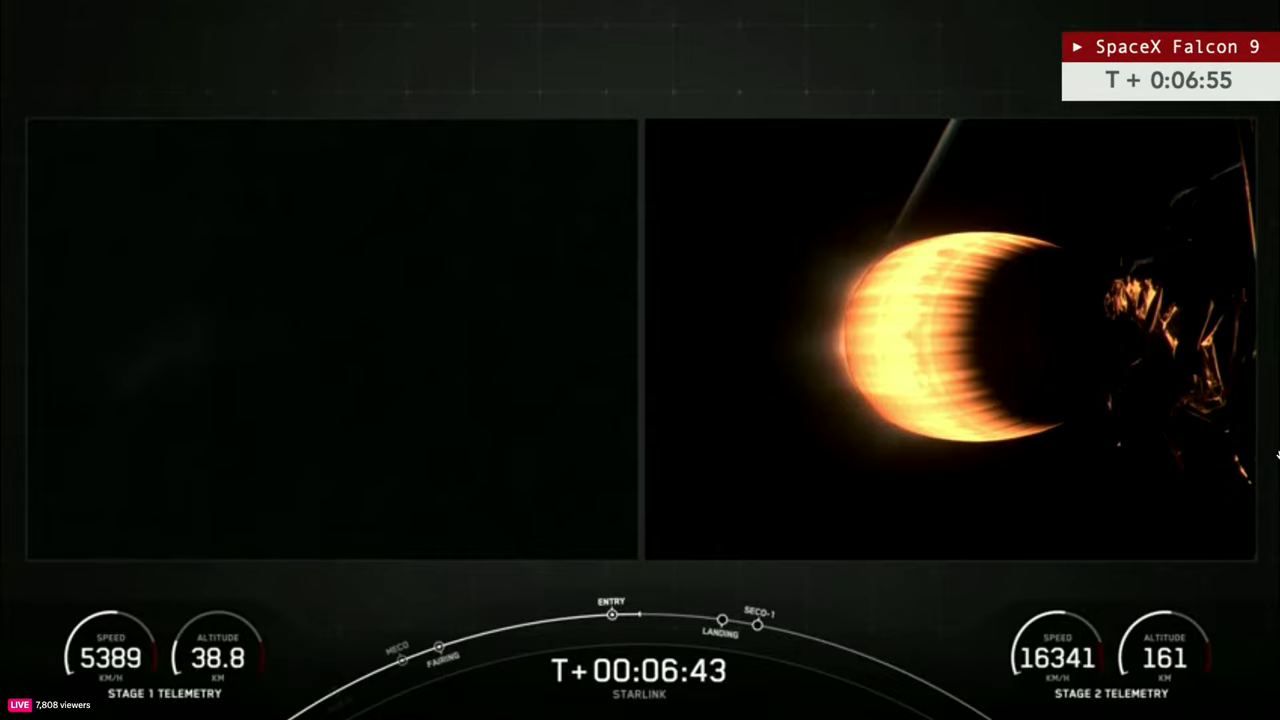 ▶ SpaceX Falcon 9
T + 0:06:55
MECO
FAIRING
ENTRY
LANDING
SECO-1
SPEED
5389
KM/H
ALTITUDE
38.8
KM
STAGE 1 TELEMETRY
T+00:06:43
STARLINK
SPEED
16341
KM/H
ALTITUDE
161
KM
STAGE 2 TELEMETRY
LIVE 7,808 viewers